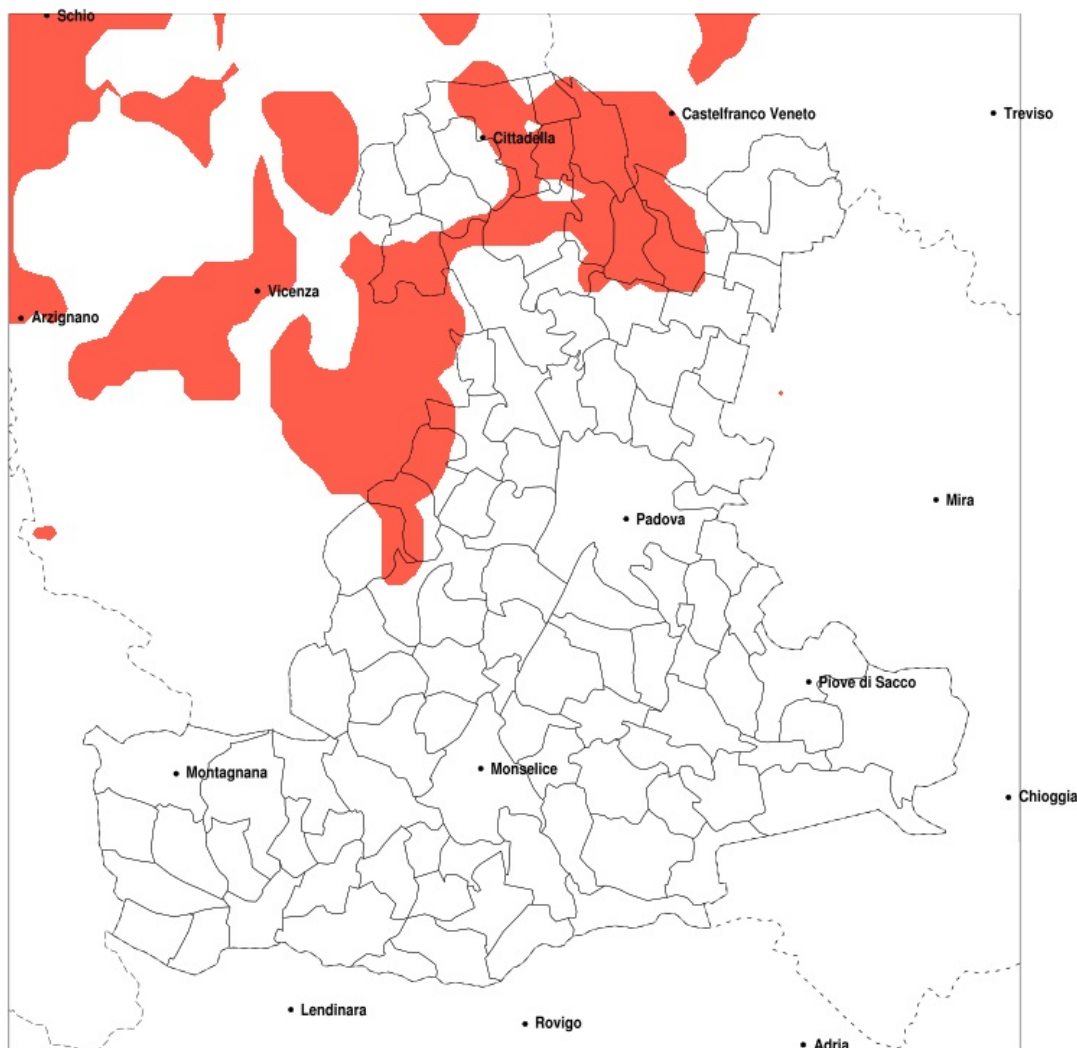 Schio
Castelfranco Veneto
Treviso
Cittadella
Vicenza
Arzignano
Mira
Padova
Piove di Sacco
Monselice
Montagnana
Chioggia
Lendinara
Rovigo
Adria